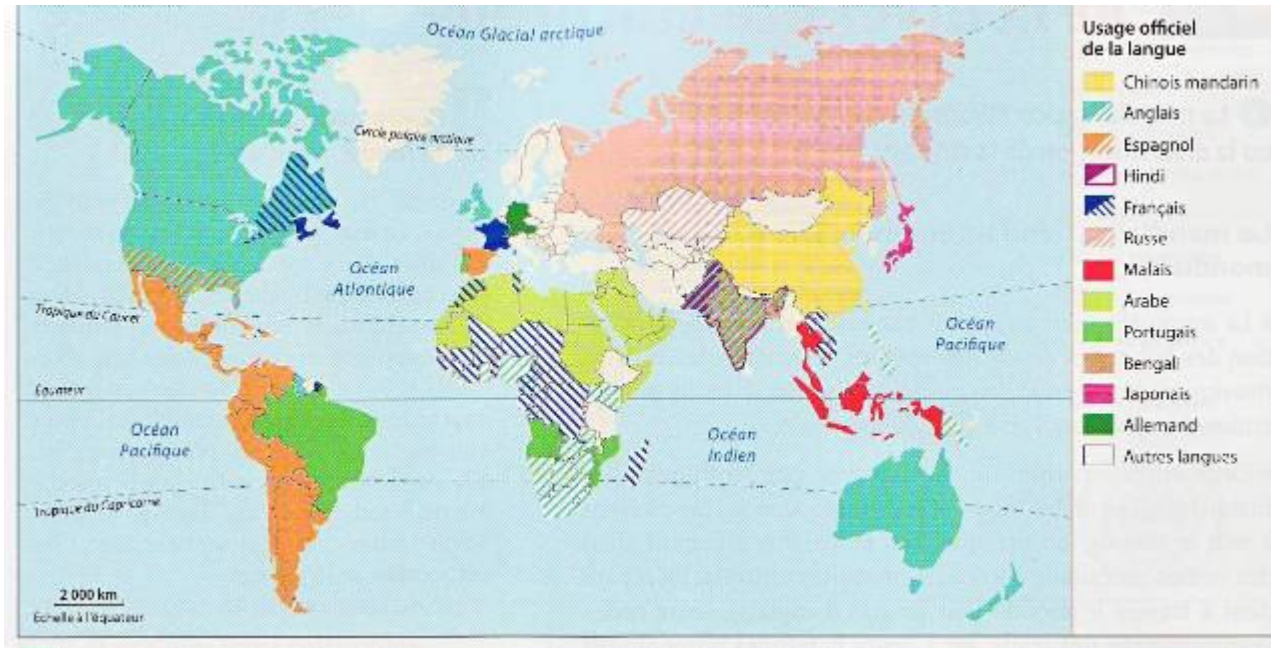 Océan Glacial arctique
Cercle polaire arctique
Océan
Atlantique
Tropique du Cancer
Océan
Pacifique
Équateur
Océan
Pacifique
Océan
Indien
Tropique du Capricorne
2 000 km
Echelle à l'équateur
Usage officiel
de la langue
Chinois mandarin
Anglais
Espagnol
Hindi
Français
Russe
Malais
Arabe
Portugais
Bengali
Japonais
Allemand
Autres langues